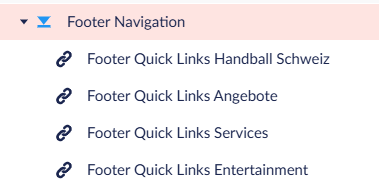 Footer Navigation
Footer Quick Links Handball Schweiz
Footer Quick Links Angebote
Footer Quick Links Services
Footer Quick Links Entertainment